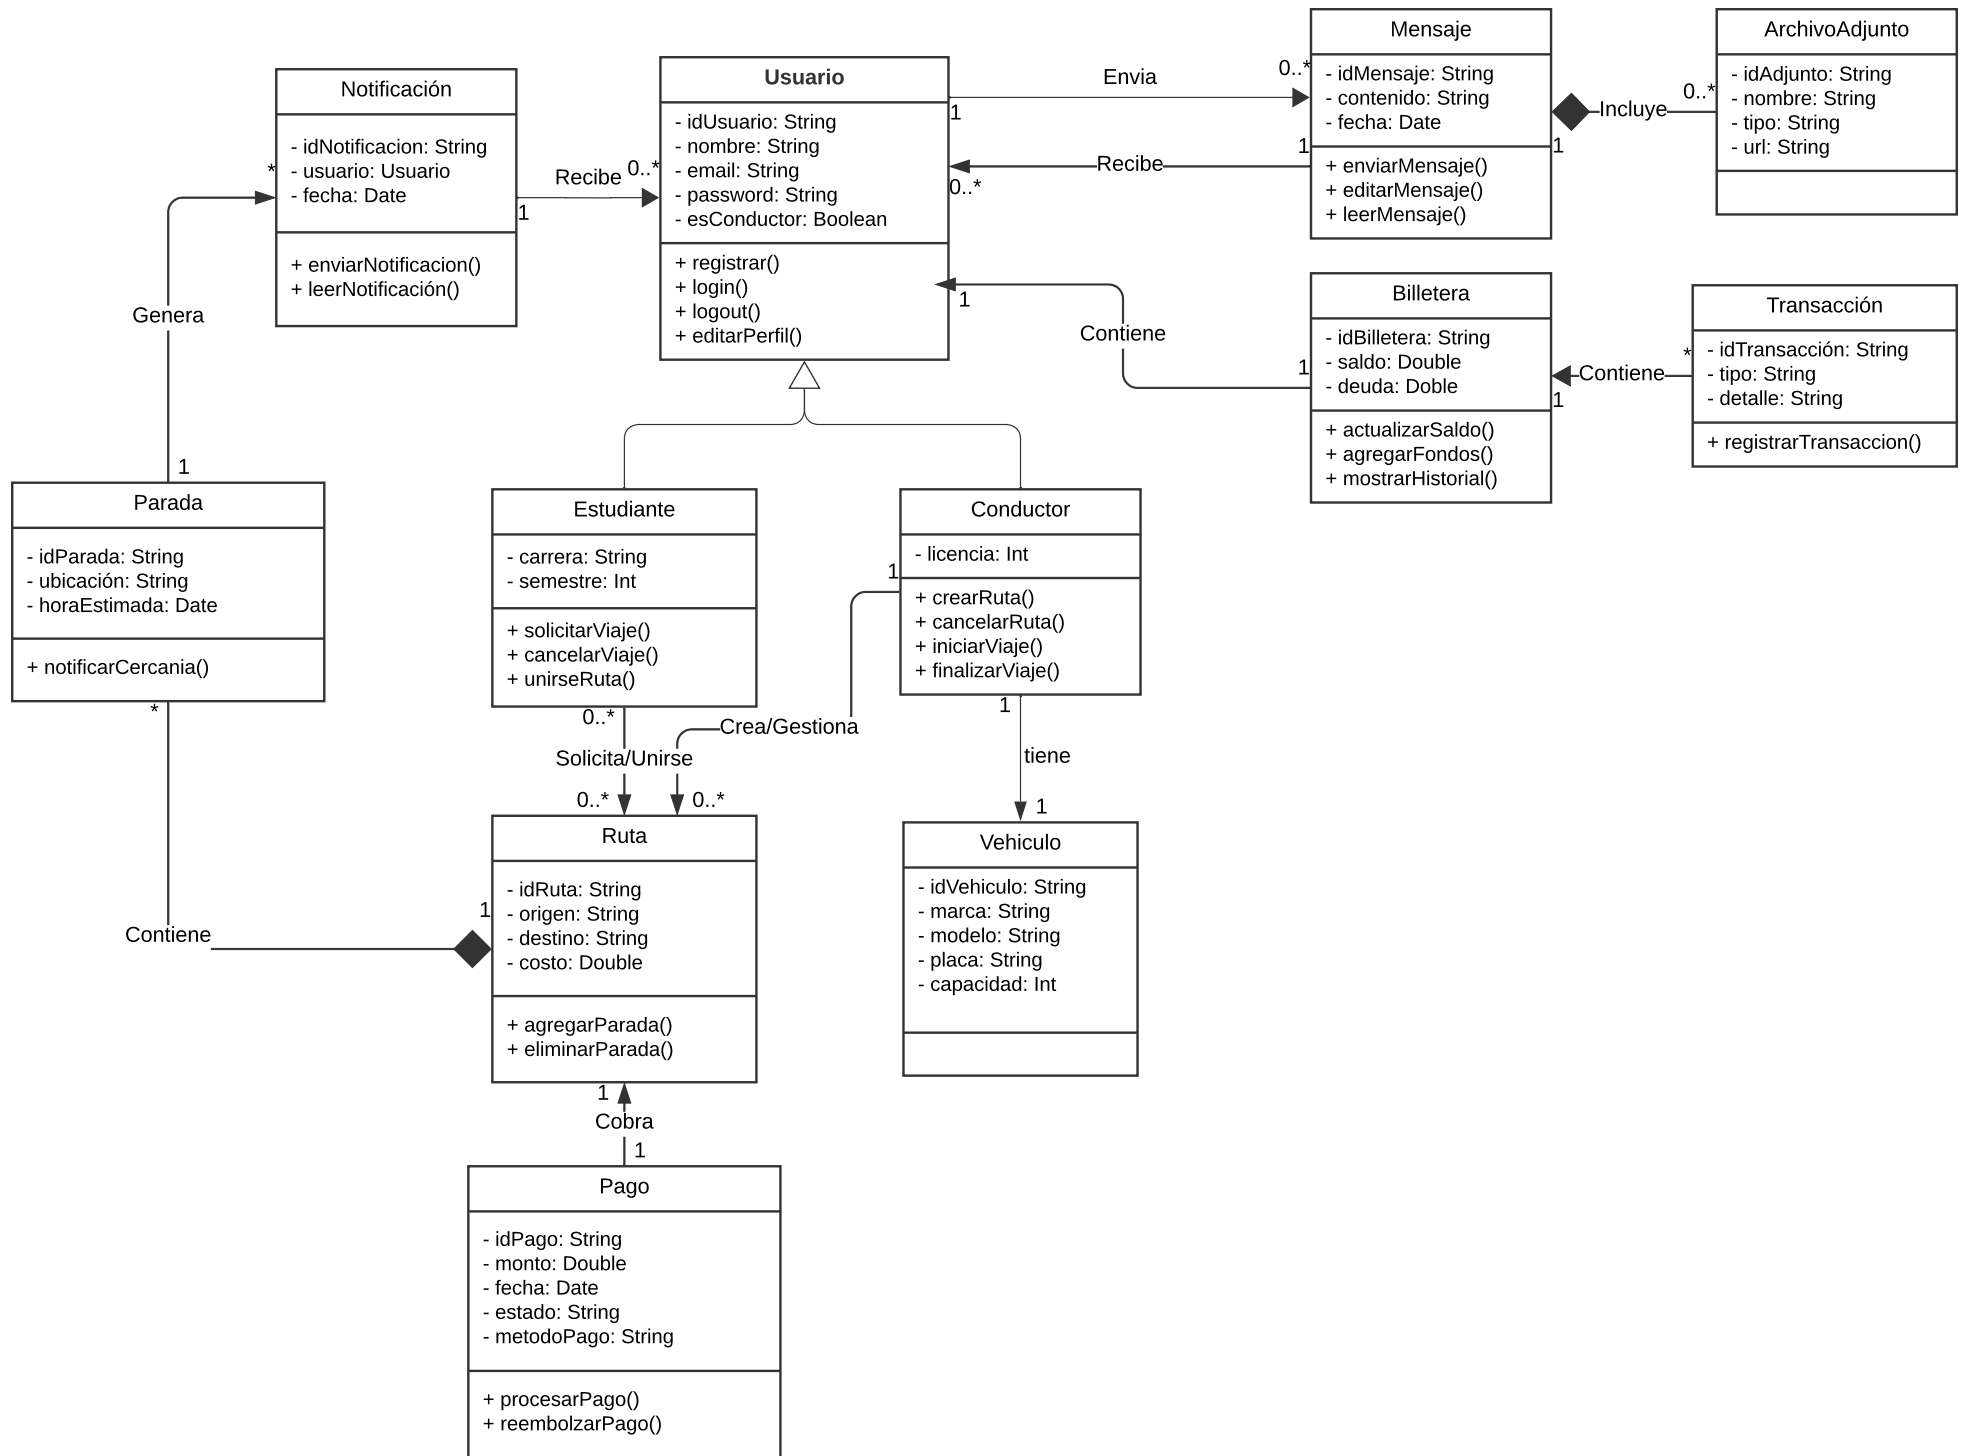 Notificación
- idNotificacion: String
- usuario: Usuario
- fecha: Date
+ enviarNotificacion()
+ leerNotificación()
*
Recibe
0..*
1
Usuario
- idUsuario: String
- nombre: String
- email: String
- password: String
- esConductor: Boolean
+ registrar()
+ login()
+ logout()
+ editarPerfil()
Envia
0..*
1
1
Recibe
0..*
Mensaje
- idMensaje: String
- contenido: String
- fecha: Date
+ enviarMensaje()
+ editarMensaje()
+ leerMensaje()
Incluye
0..*
1
ArchivoAdjunto
- idAdjunto: String
- nombre: String
- tipo: String
- url: String
1
Contiene
1
Billetera
- idBilletera: String
- saldo: Double
- deuda: Doble
+ actualizarSaldo()
+ agregarFondos()
+ mostrarHistorial()
*
Contiene
1
Transacción
- idTransacción: String
- tipo: String
- detalle: String
+ registrarTransaccion()
Genera
1
Parada
- idParada: String
- ubicación: String
- horaEstimada: Date
+ notificarCercania()
*
Estudiante
- carrera: String
- semestre: Int
+ solicitarViaje()
+ cancelarViaje()
+ unirseRuta()
0..*
Solicita/Unirse
0..*
Conductor
- licencia: Int
+ crearRuta()
+ cancelarRuta()
+ iniciarViaje()
+ finalizarViaje()
1
Crea/Gestiona
0..*
1
tiene
1
Ruta
- idRuta: String
- origen: String
- destino: String
- costo: Double
+ agregarParada()
+ eliminarParada()
1
Contiene
Vehiculo
- idVehiculo: String
- marca: String
- modelo: String
- placa: String
- capacidad: Int
1
Cobra
1
Pago
- idPago: String
- monto: Double
- fecha: Date
- estado: String
- metodoPago: String
+ procesarPago()
+ reembolzarPago()